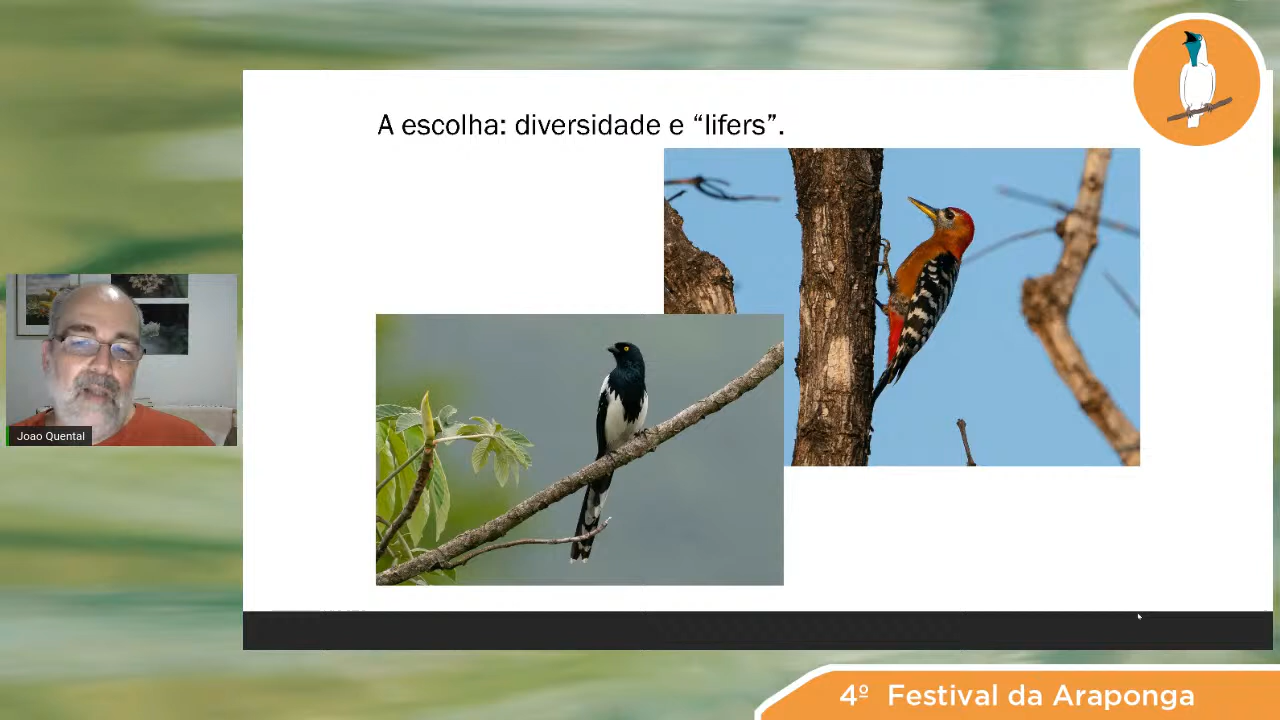 A escolha: diversidade e “lifers”.
Joao Quental
4º Festival da Araponga